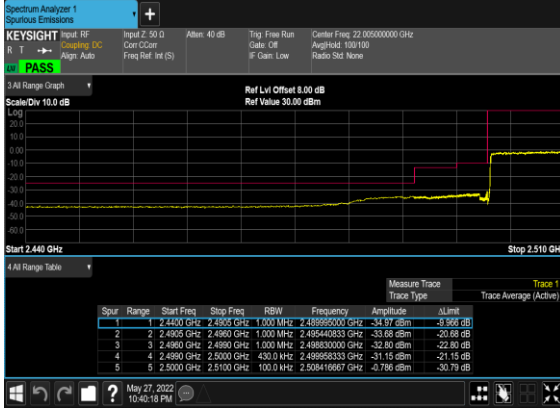 Spectrum Analyzer 1
Spurious Emissions
+
KEYSIGHT Input: RF Input Z: 50 Ω Atten: 40 dB Trig: Free Run Center Freq: 22.005000000 GHz
R T Coupling: DC Corr CCorr Gate: Off Avg|Hold: 100/100
Align: Auto Freq Ref: Int (S) IF Gain: Low Radio Std: None
PASS
3 All Range Graph
Ref Lvl Offset 8.00 dB
Scale/Div 10.0 dB Ref Value 30.00 dBm
Log
20.0
10.0
0.00
-10.0
-20.0
-30.0
-40.0
-50.0
-60.0
Start 2.440 GHz Stop 2.510 GH
4 All Range Table
Measure Trace Trace 1
Trace Type Trace Average (Active)
Spur Range Start Freq Stop Freq RBW Frequency Amplitude ΔLimit
1 1 2.4400 GHz 2.4905 GHz 1.000 MHz 2.489995000 GHz -34.97 dBm -9.966 dB
2 2 2.4905 GHz 2.4960 GHz 1.000 MHz 2.495440833 GHz -33.68 dBm -20.68 dB
3 3 2.4960 GHz 2.4990 GHz 1.000 MHz 2.498830000 GHz -32.80 dBm -22.80 dB
4 4 2.4990 GHz 2.5000 GHz 430.0 kHz 2.499958333 GHz -31.15 dBm -21.15 dB
5 5 2.5000 GHz 2.5100 GHz 100.0 kHz 2.508416667 GHz -0.786 dBm -30.79 dB
? May 27, 2022
10:40:18 PM